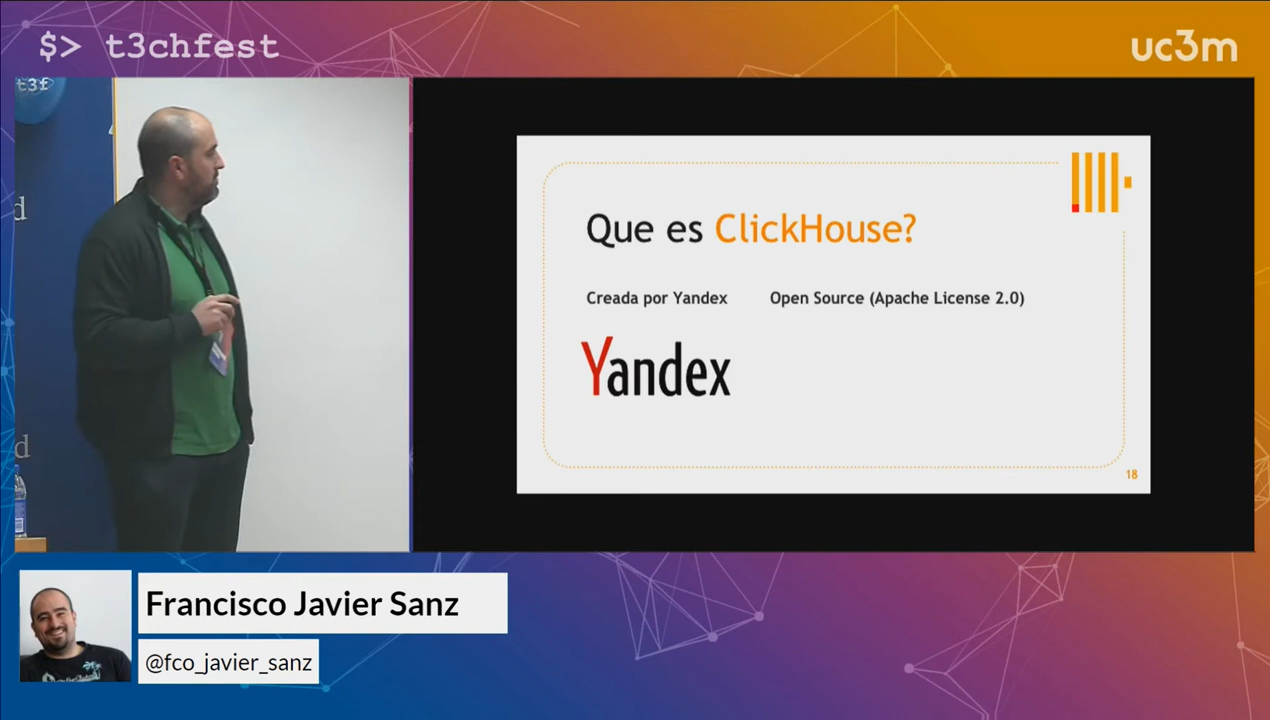 $> t3chfest
uc3m
t3f
d
d
Que es ClickHouse?
Creada por Yandex
Open Source (Apache License 2.0)
Yandex
18
Francisco Javier Sanz
@fco_javier_sanz